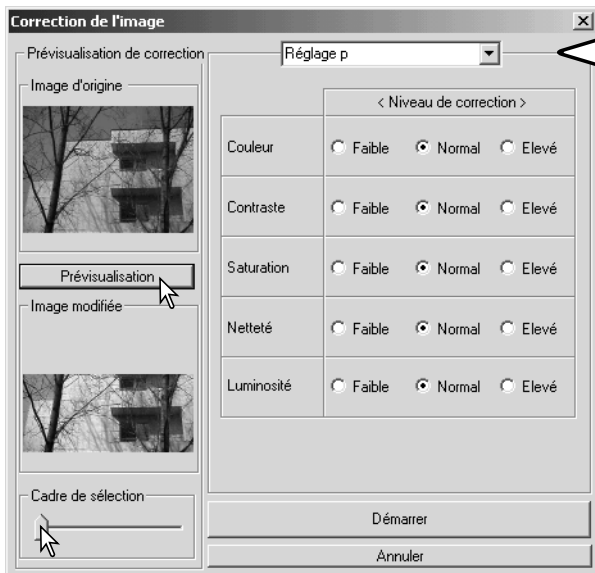 Correction de l'image
Prévisualisation de correction
Réglage p
Image d'origine
Prévisualisation
Image modifiée
Cadre de sélection
< Niveau de correction >
Couleur Faible Normal Elevé
Contraste Faible Normal Elevé
Saturation Faible Normal Elevé
Netteté Faible Normal Elevé
Luminosité Faible Normal Elevé
Démarrer
Annuler